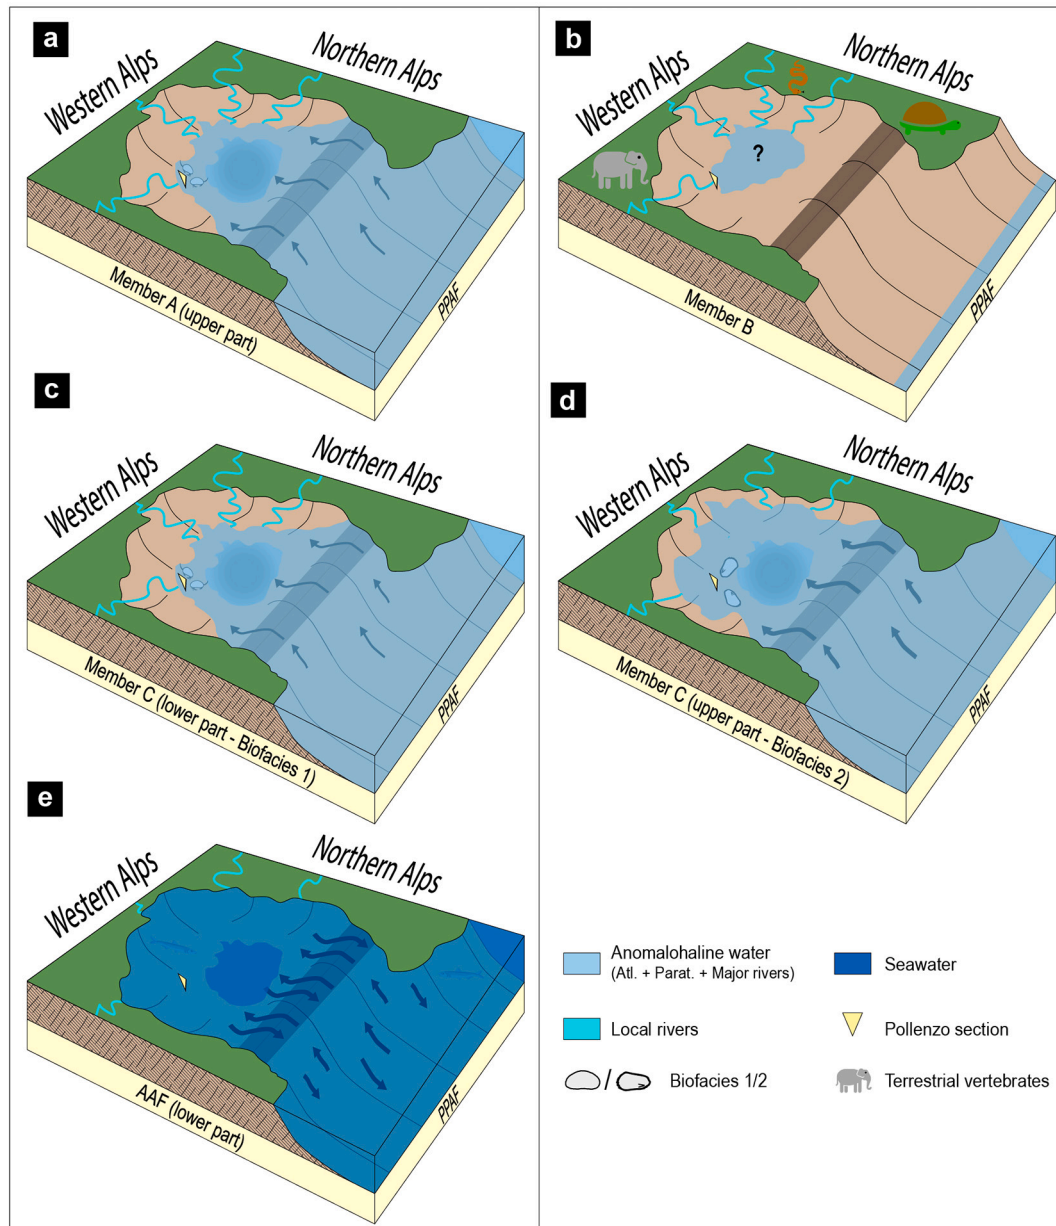 a
Western Alps
Northern Alps
Member A (upper part)
PPAF
b
Western Alps
Northern Alps
?
Member B
PPAF
c
Western Alps
Northern Alps
Member C (lower part - Biofacies 1)
PPAF
d
Western Alps
Northern Alps
Member C (upper part - Biofacies 2)
PPAF
e
Western Alps
Northern Alps
AAF (lower part)
PPAF
Anomalohaline water
(Atl. + Parat. + Major rivers)
Seawater
Local rivers
Pollenzo section
/
Biofacies 1/2
Terrestrial vertebrates